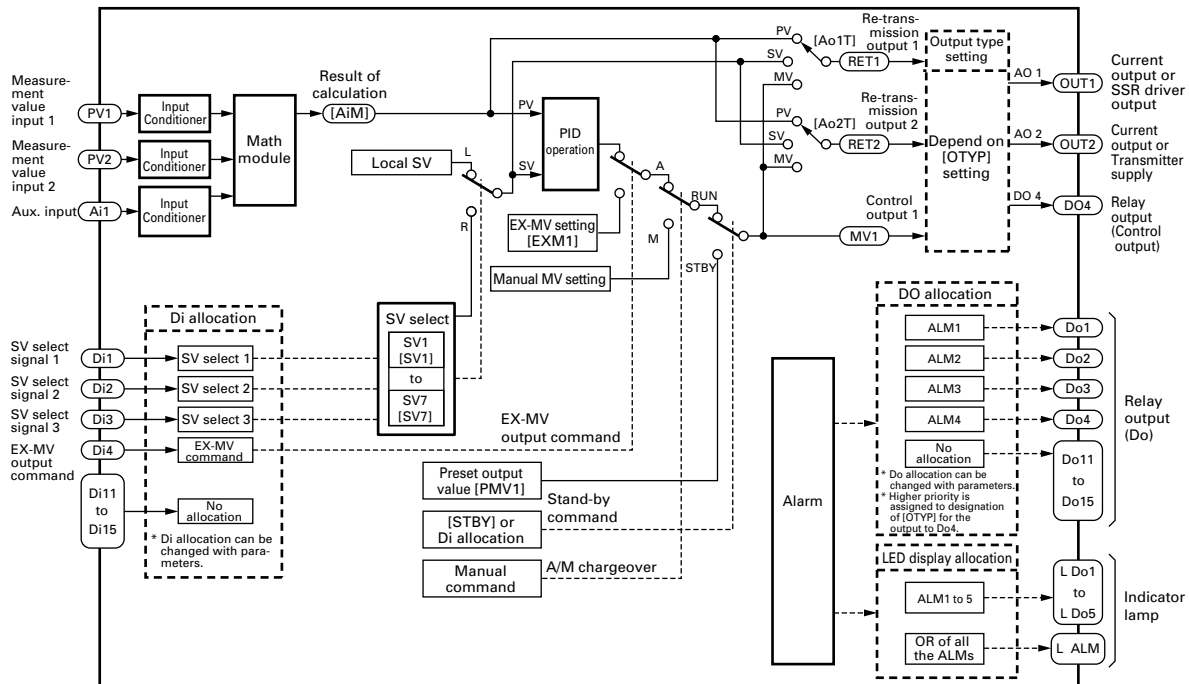 Measure-
ment
value
input 1
PV1
Input
Conditioner
Measure-
ment
value
input 2
PV2
Input
Conditioner
Aux. input
Ai1
Input
Conditioner
Math
module
Result of
calculation
[AiM]
Local SV
L
R
PV
SV
PID
operation
EX-MV setting
[EXM1]
A
M
Manual MV setting
RUN
STBY
PV
SV
MV
[Ao1T]
Re-trans-
mission
output 1
RET1
PV
SV
MV
[Ao2T]
Re-trans-
mission
output 2
RET2
Control
output 1
MV1
Output type
setting
Depend on
[OTYP]
setting
AO 1
OUT1
Current
output or
SSR driver
output
AO 2
OUT2
Current
output or
Transmitter
supply
DO 4
DO4
Relay
output
(Control
output)
Di allocation
SV select
signal 1
Di1
SV select 1
SV select
signal 2
Di2
SV select 2
SV select
signal 3
Di3
SV select 3
EX-MV
output
command
Di4
EX-MV
command
Di11
to
Di15
No
allocation
* Di allocation can be
changed with para-
meters.
SV select
SV1
[SV1]
to
SV7
[SV7]
EX-MV
output command
Preset output
value [PMV1]
Stand-by
command
[STBY] or
Di allocation
A/M chargeover
Manual
command
Alarm
DO allocation
ALM1
Do1
ALM2
Do2
ALM3
Do3
ALM4
Do4
No
allocation
Do11
to
Do15
* Do allocation can be
changed with parameters.
* Higher priority is
assigned to designation
of [OTYP] for the
output to Do4.
Relay
output
(Do)
LED display allocation
ALM1 to 5
L Do1
to
L Do5
OR of all
the ALMs
L ALM
Indicator
lamp